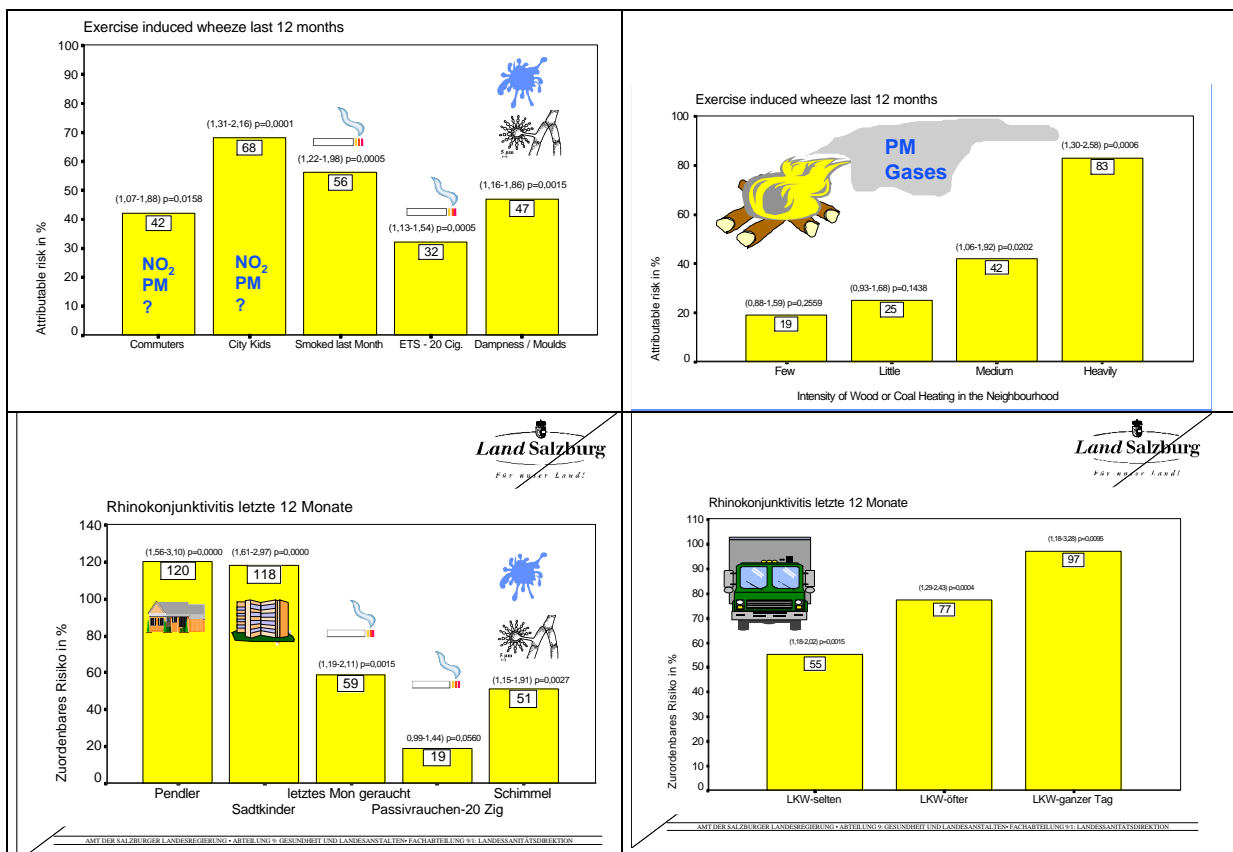 Exercise induced wheeze last 12 months
Attributable risk in %
100
90
80
70
60
50
40
30
20
10
0
(1,07-1,88) p=0,0158
42
NO2
PM
?
(1,31-2,16) p=0,0001
68
NO2
PM
?
(1,22-1,98) p=0,0005
56
(1,13-1,54) p=0,0005
32
5 µm
(1,16-1,86) p=0,0015
47
Commuters City Kids Smoked last Month ETS - 20 Cig. Dampness / Moulds
Exercise induced wheeze last 12 months
Attributable risk in %
100
80
60
40
20
0
PM
Gases
(0,88-1,59) p=0,2559
19
(0,93-1,68) p=0,1438
25
(1,06-1,92) p=0,0202
42
(1,30-2,58) p=0,0006
83
Few Little Medium Heavily
Intensity of Wood or Coal Heating in the Neighbourhood
Land Salzburg
Für unser Land!
Rhinokonjunktivitis letzte 12 Monate
Zuordenbares Risiko in %
140
120
100
80
60
40
20
0
(1,56-3,10) p=0,0000
120
(1,61-2,97) p=0,0000
118
(1,19-2,11) p=0,0015
59
0,99-1,44) p=0,0560
19
5 µm
(1,15-1,91) p=0,0027
51
Pendler letztes Mon geraucht Schimmel
Sadtkinder Passivrauchen-20 Zig
AMT DER SALZBURGER LANDESREGIERUNG • ABTEILUNG 9: GESUNDHEIT UND LANDESANSTALTEN• FACHABTEILUNG 9/1: LANDESSANITÄTSDIREKTION
Land Salzburg
Für unser Land!
Rhinokonjunktivitis letzte 12 Monate
Zurordenbares Risiko in %
110
100
90
80
70
60
50
40
30
20
10
0
(1,18-2,02) p=0,0015
55
(1,29-2,43) p=0,0004
77
(1,18-3,28) p=0,0095
97
LKW-selten LKW-öfter LKW-ganzer Tag
AMT DER SALZBURGER LANDESREGIERUNG • ABTEILUNG 9: GESUNDHEIT UND LANDESANSTALTEN• FACHABTEILUNG 9/1: LANDESSANITÄTSDIREKTION